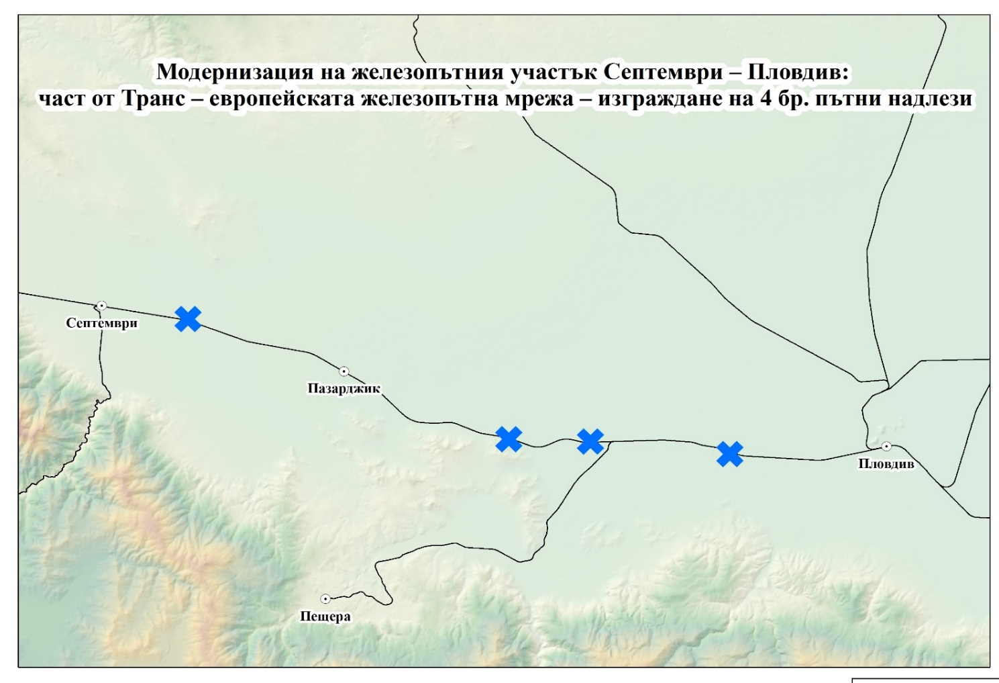 Модернизация на железопътния участък Септември – Пловдив:
част от Транс – европейската железопътна мрежа – изграждане на 4 бр. пътни надлези
Септември
Пазарджик
Пловдив
Пещера